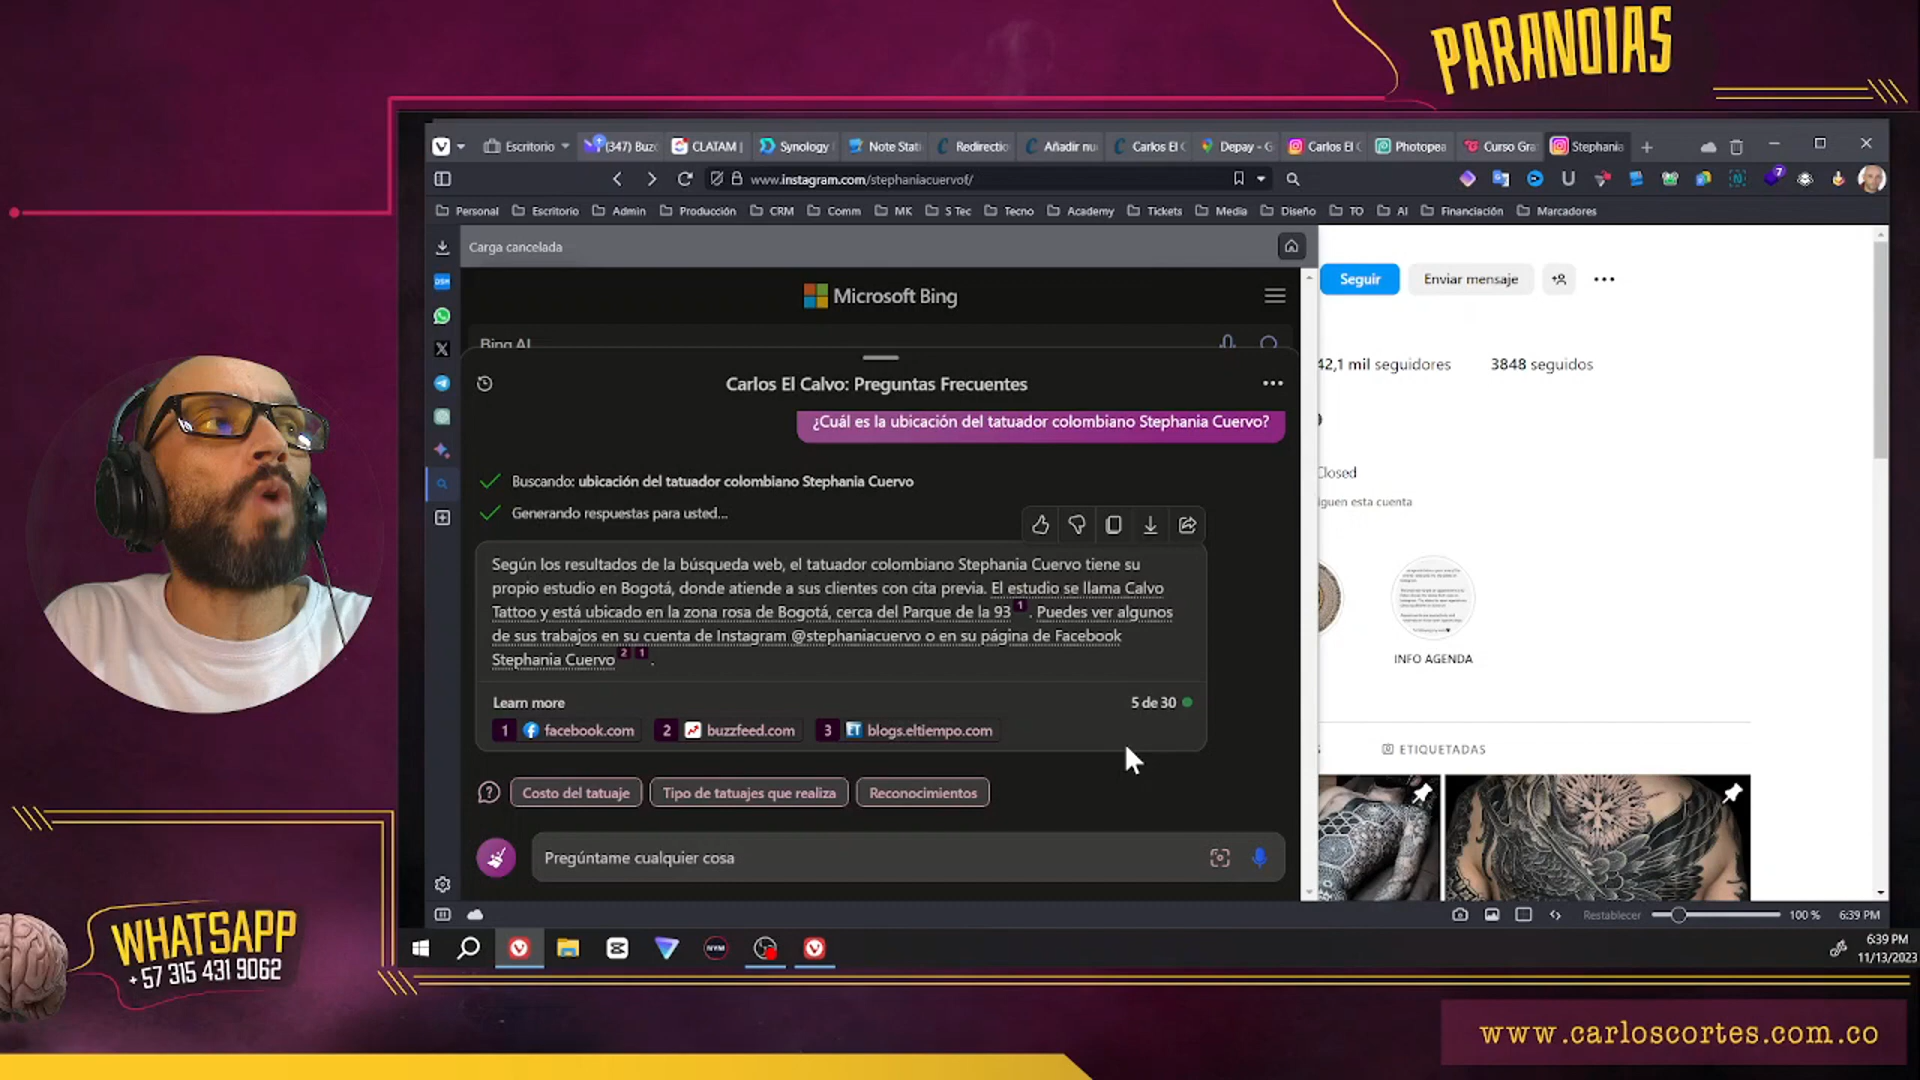 PARANOIAS
Escritorio
(347) Buz
CLATAM |
Synology
Note Stati
Redirectio
Añadir nu
Carlos El C
Depay - G
Carlos El C
Photopea
Curso Gra
Stephania
www.instagram.com/stephaniacuervof/
7
Personal
Escritorio
Admin
Producción
CRM
Comm
MK
S Tec
Tecno
Academy
Tickets
Media
Diseño
TO
AI
Financiación
Marcadores
Carga cancelada
DSM
Microsoft Bing
Bing AI
Carlos El Calvo: Preguntas Frecuentes
¿Cuál es la ubicación del tatuador colombiano Stephania Cuervo?
Buscando: ubicación del tatuador colombiano Stephania Cuervo
Generando respuestas para usted...
Según los resultados de la búsqueda web, el tatuador colombiano Stephania Cuervo tiene su
propio estudio en Bogotá, donde atiende a sus clientes con cita previa. El estudio se llama Calvo
Tattoo y está ubicado en la zona rosa de Bogotá, cerca del Parque de la 93 1. Puedes ver algunos
de sus trabajos en su cuenta de Instagram @stephaniacuervo o en su página de Facebook
Stephania Cuervo 2 1.
Learn more
5 de 30
1 facebook.com
2 buzzfeed.com
3 ET blogs.eltiempo.com
Costo del tatuaje
Tipo de tatuajes que realiza
Reconocimientos
Pregúntame cualquier cosa
Seguir
Enviar mensaje
42,1 mil seguidores
3848 seguidos
Closed
iguen esta cuenta
INFO AGENDA
ETIQUETADAS
Restablecer
100 %
6:39 PM
6:39 PM
11/13/2023
WHATSAPP
+ 57 315 431 9062
www.carloscortes.com.co